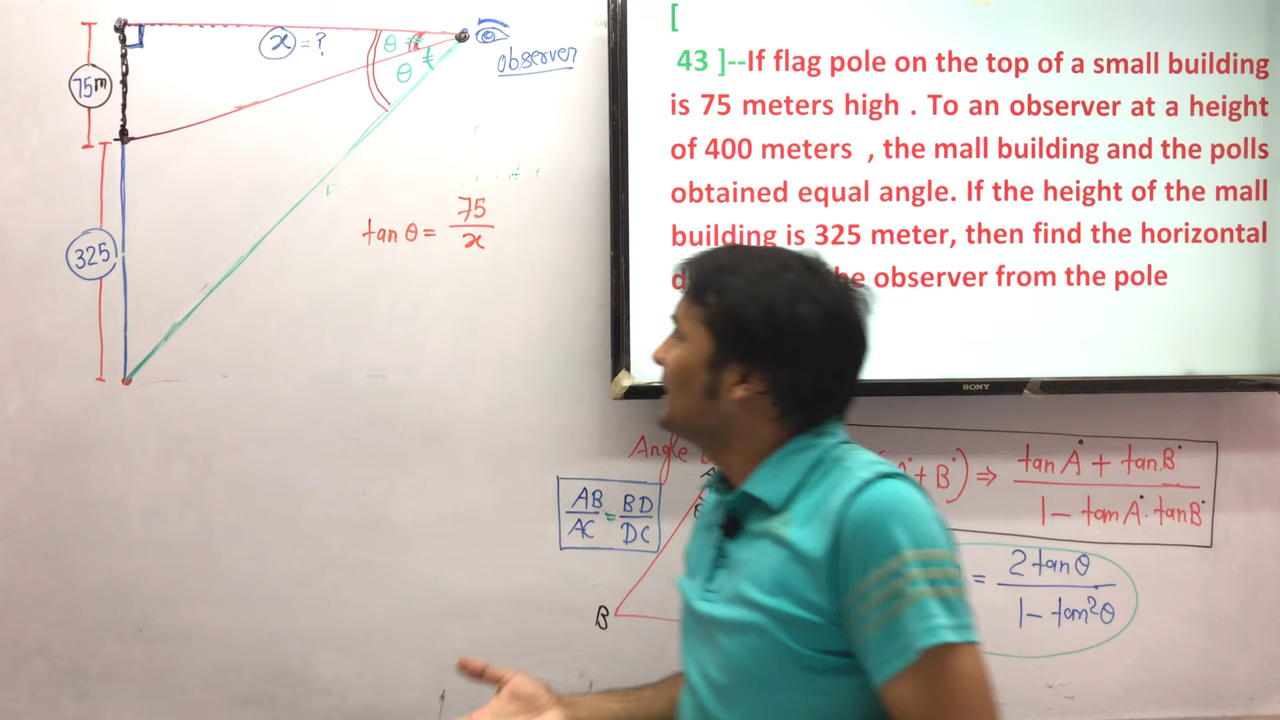 [
43 ]--If flag pole on the top of a small building
is 75 meters high . To an observer at a height
of 400 meters , the mall building and the polls
obtained equal angle. If the height of the mall
building is 325 meter, then find the horizontal
observer from the pole
SONY
x = ?
θ
θ
observer
75m
325
tan θ = 75/x
Angle
+ B) ⇒ tan A + tan B / 1 - tan A · tan B
AB/AC = BD/DC
= 2 tan θ / 1 - tan²θ
B